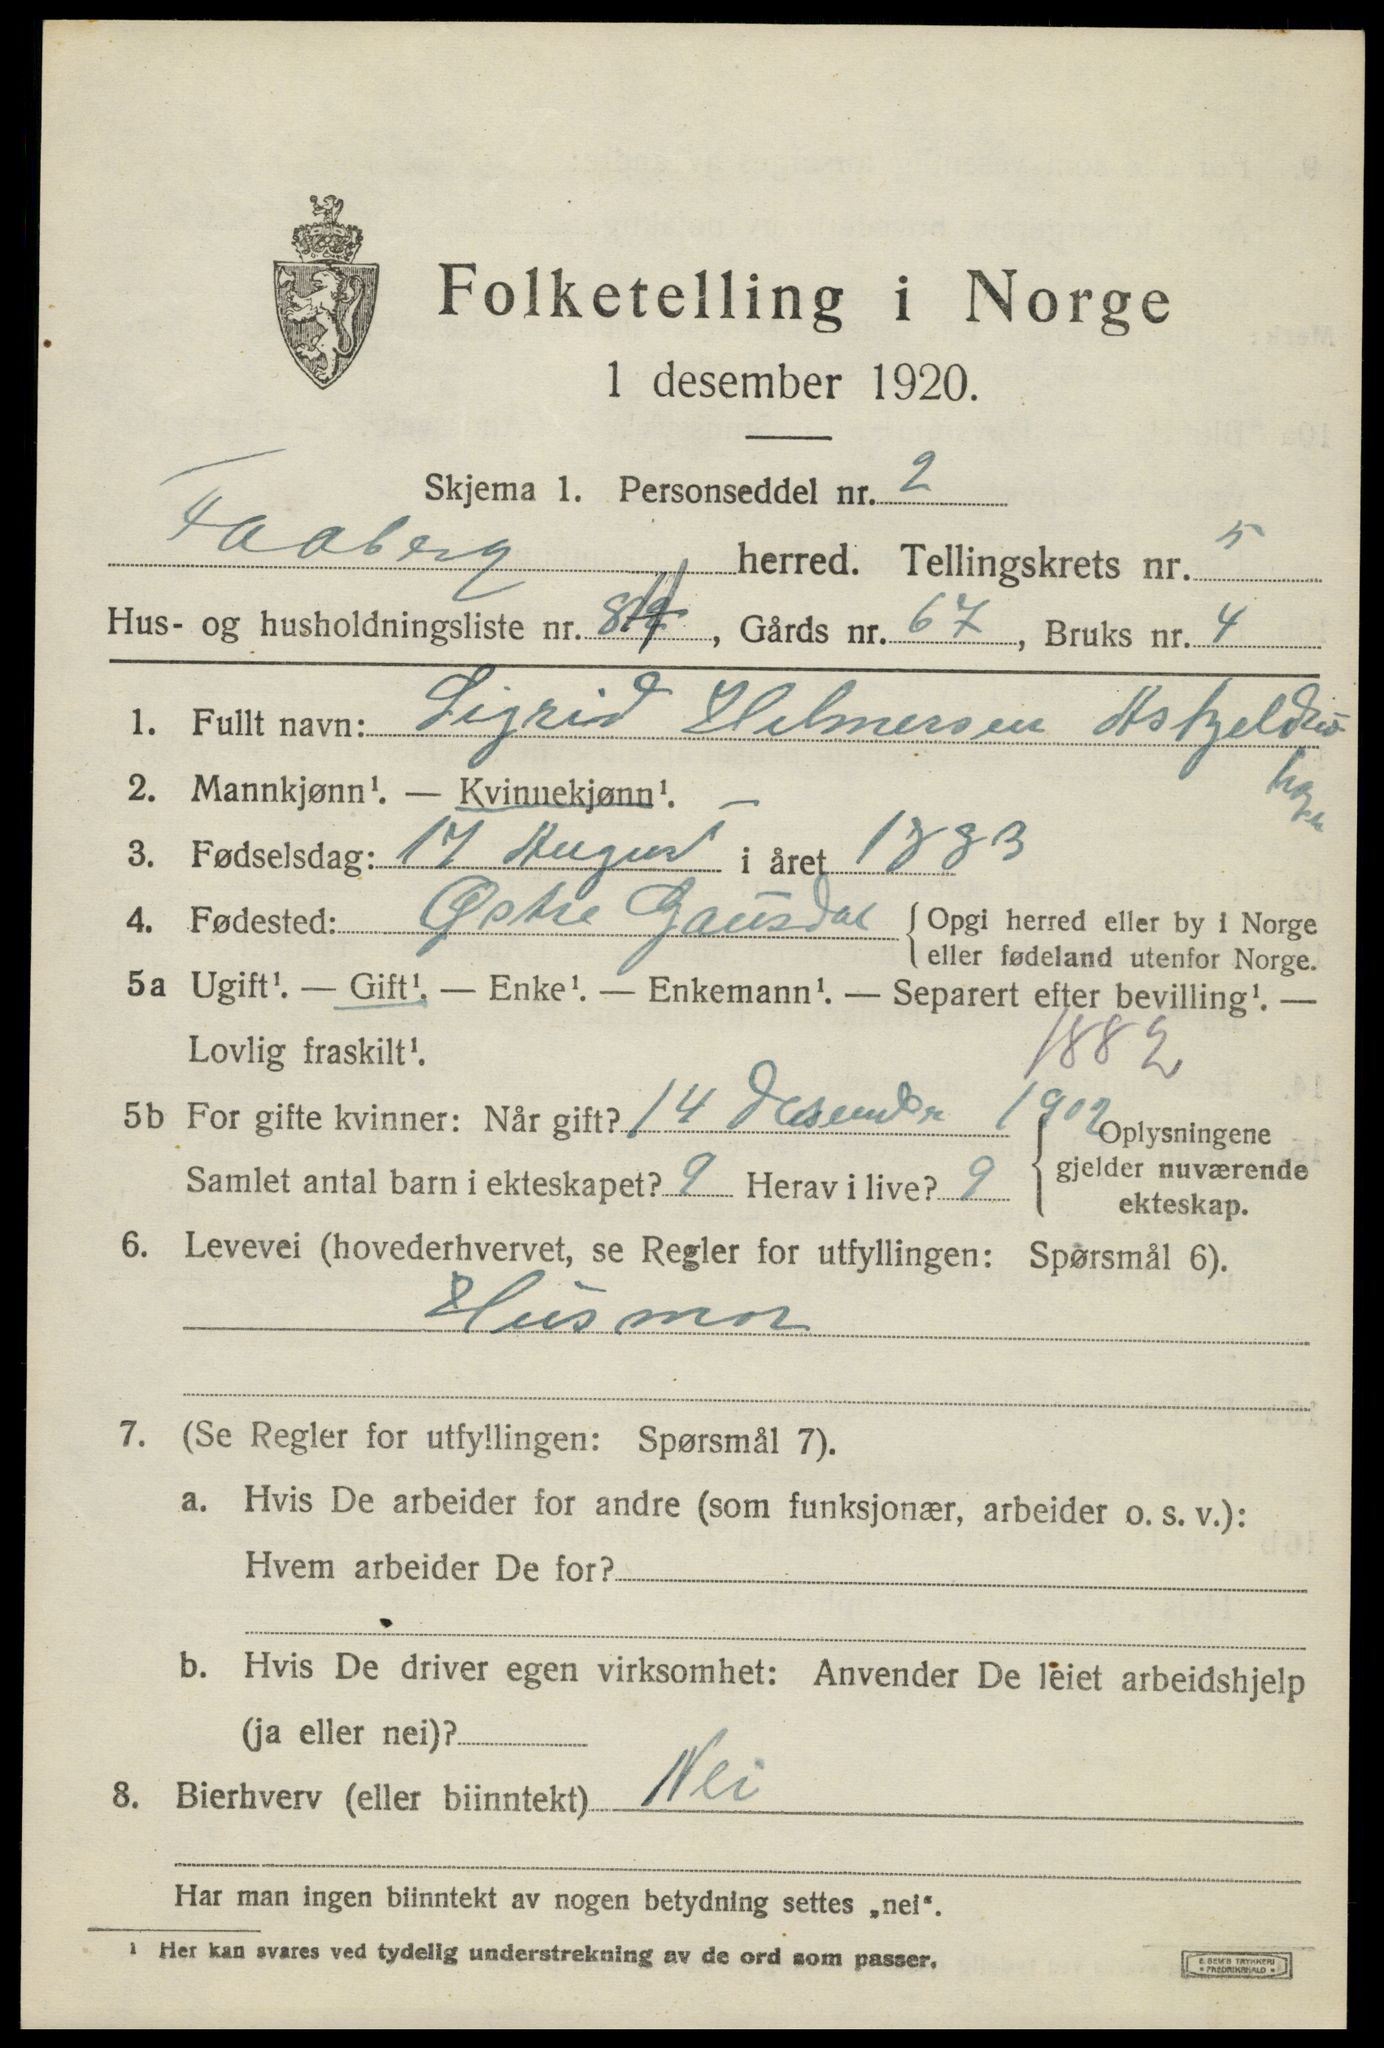 Folketelling i Norge
1 desember 1920.
Skjema 1. Personseddel nr. 2
Faaberg herred. Tellingskrets nr. 5
Hus- og husholdningsliste nr. , Gårds nr. 67, Bruks nr. 4
1. Fullt navn: Sigrid Hilmersen
2. Mannkjønn¹. — Kvinnekjønn¹.
3. Fødselsdag: 17 August i året 1883
4. Fødested: Østre Gausdal { Opgi herred eller by i Norge
eller fødeland utenfor Norge.
5a Ugift¹. — Gift¹. — Enke¹. — Enkemann¹. — Separert efter bevilling¹. —
Lovlig fraskilt¹. 1882
5b For gifte kvinner: Når gift? 14 Desember 1902 { Oplysningene
gjelder nuværende
Samlet antal barn i ekteskapet? 9 Herav i live? 9 ekteskap.
6. Levevei (hovederhvervet, se Regler for utfyllingen: Spørsmål 6).
Husmor
7. (Se Regler for utfyllingen: Spørsmål 7).
a. Hvis De arbeider for andre (som funksjonær, arbeider o. s. v.):
Hvem arbeider De for?
b. Hvis De driver egen virksomhet: Anvender De leiet arbeidshjelp
(ja eller nei)?
8. Bierhverv (eller biinntekt) Nei
Har man ingen biinntekt av nogen betydning settes „nei“.
1 Her kan svares ved tydelig understrekning av de ord som passer.
E. SEM'S TRYKKERI
FREDRIKSHALD